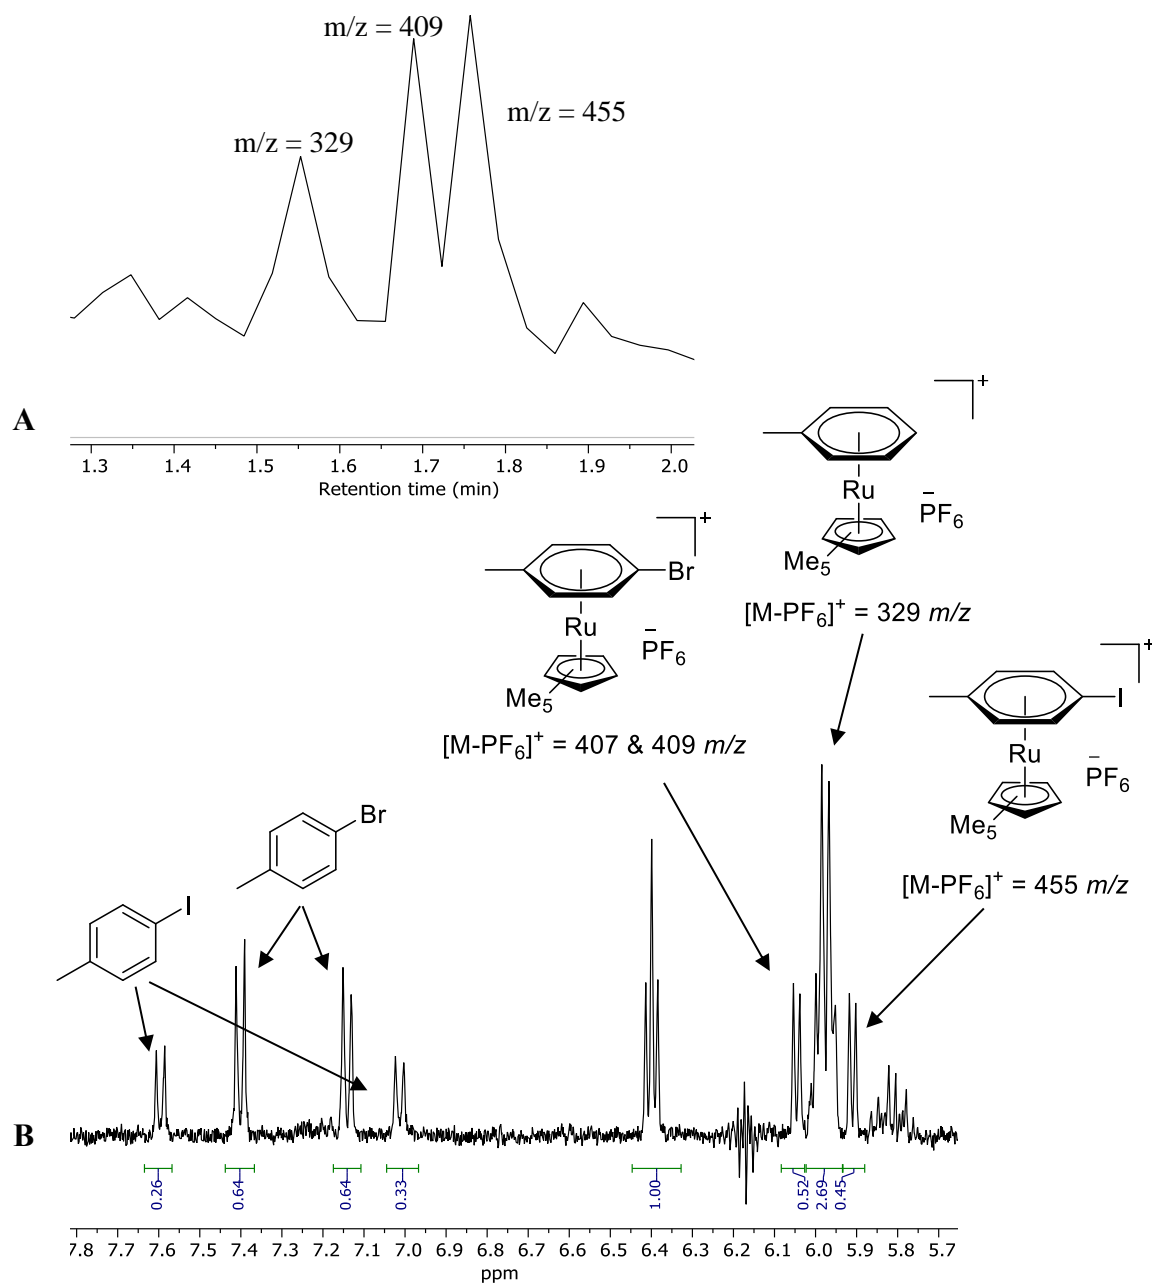 m/z = 409
m/z = 455
m/z = 329
A
1.3 1.4 1.5 1.6 1.7 1.8 1.9 2.0
Retention time (min)
+
Ru
PF6
−
Me5
[M-PF6]+ = 329 m/z
+
Br
Ru
PF6
−
Me5
[M-PF6]+ = 407 & 409 m/z
+
I
Ru
PF6
−
Me5
[M-PF6]+ = 455 m/z
Br
I
B
0.26 0.64 0.64 0.33 1.00 0.52 2.69 0.45
7.8 7.7 7.6 7.5 7.4 7.3 7.2 7.1 7.0 6.9 6.8 6.7 6.6 6.5 6.4 6.3 6.2 6.1 6.0 5.9 5.8 5.7
ppm